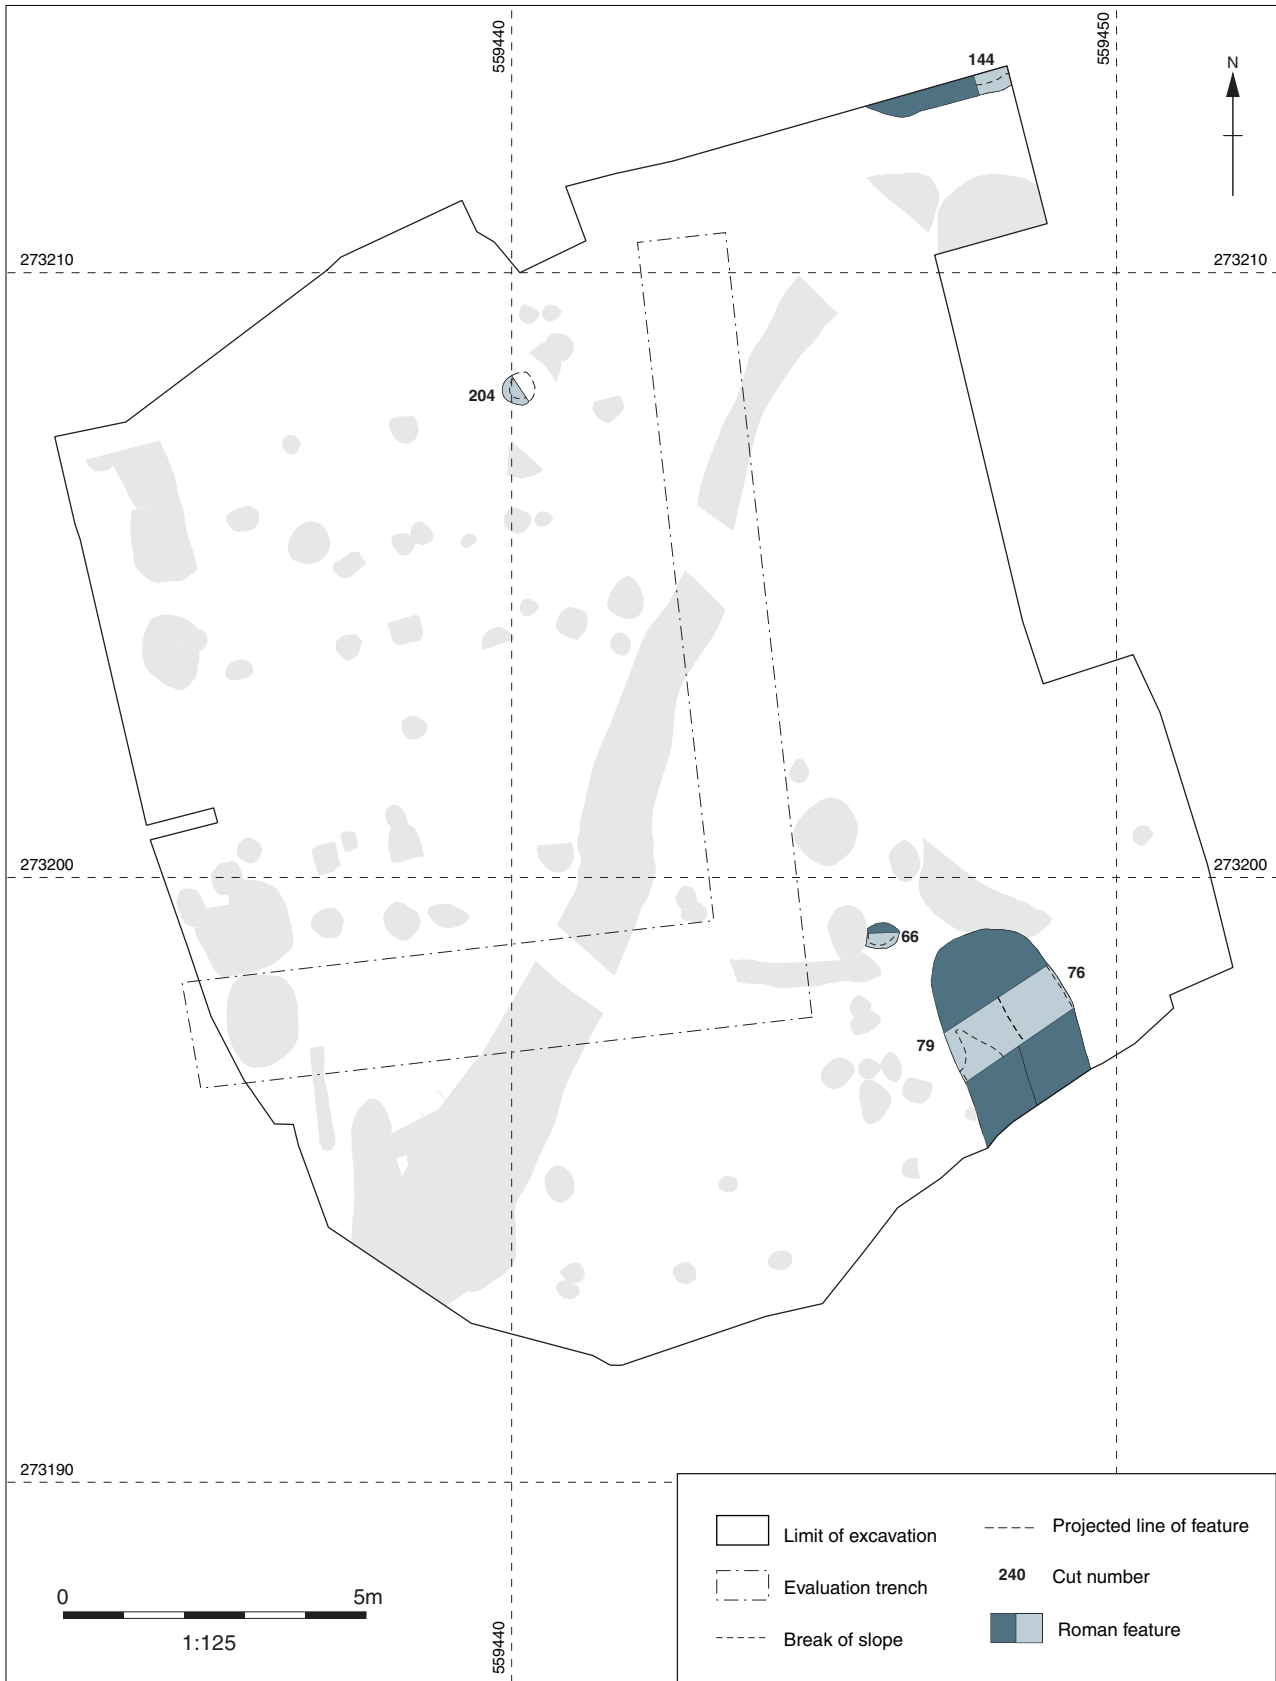 559440
559450
144
N
273210
273210
204
273200
273200
66
76
79
273190
Limit of excavation
Projected line of feature
240
Cut number
Evaluation trench
Break of slope
Roman feature
0
5m
1:125
559440